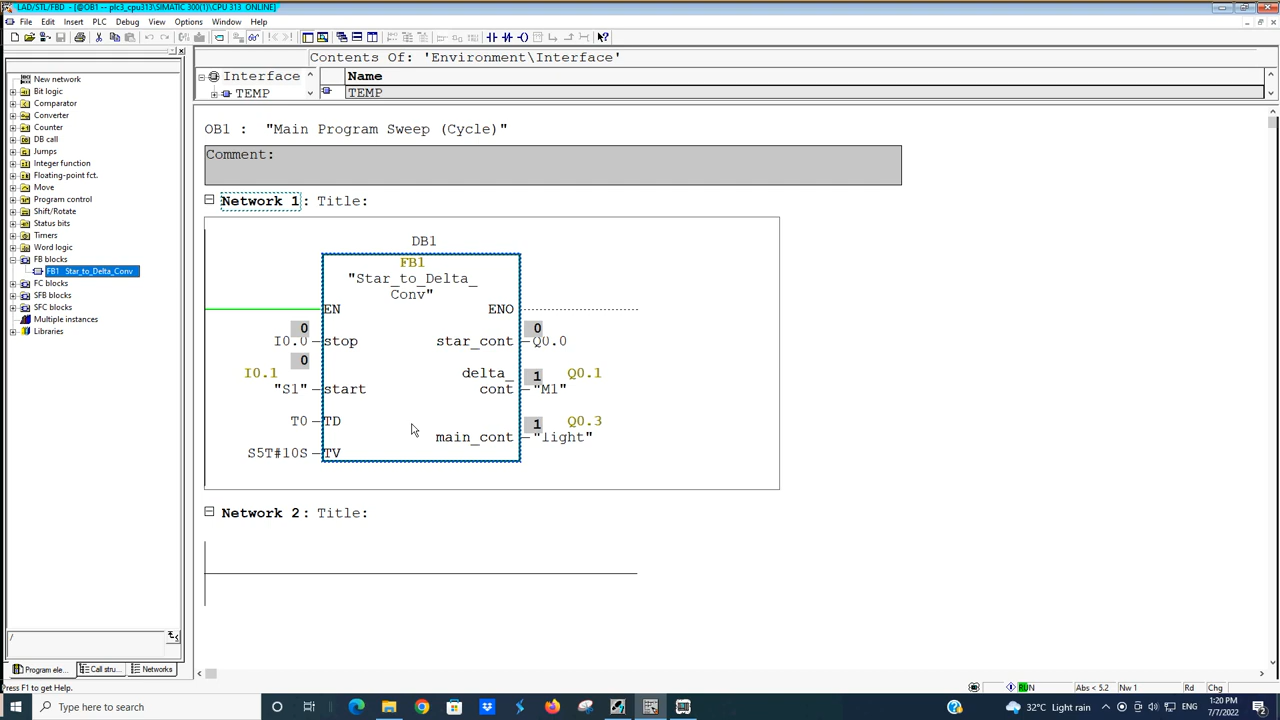 LAD/STL/FBD - [@OB1 -- plc3_cpu313\SIMATIC 300(1)\CPU 313 ONLINE]
File Edit Insert PLC Debug View Options Window Help
Contents Of: 'Environment\Interface'
Interface
Name
TEMP
TEMP
New network
Bit logic
Comparator
Converter
Counter
DB call
Jumps
Integer function
Floating-point fct.
Move
Program control
Shift/Rotate
Status bits
Timers
Word logic
FB blocks
FB1 Star_to_Delta_Conv
FC blocks
SFB blocks
SFC blocks
Multiple instances
Libraries
/
Program ele...
Call stru...
Networks
OB1 : "Main Program Sweep (Cycle)"
Comment:
Network 1: Title:
DB1
FB1
"Star_to_Delta_
Conv"
EN ENO
0 0
I0.0 stop star_cont Q0.0
0
I0.1 delta_ 1 Q0.1
"S1" start cont "M1"
T0 TD 1 Q0.3
main_cont "light"
S5T#10S TV
Network 2: Title:
Press F1 to get Help.
RUN Abs < 5.2 Nw 1 Rd Chg
Type here to search
32°C Light rain
1:20 PM
7/7/2022
2